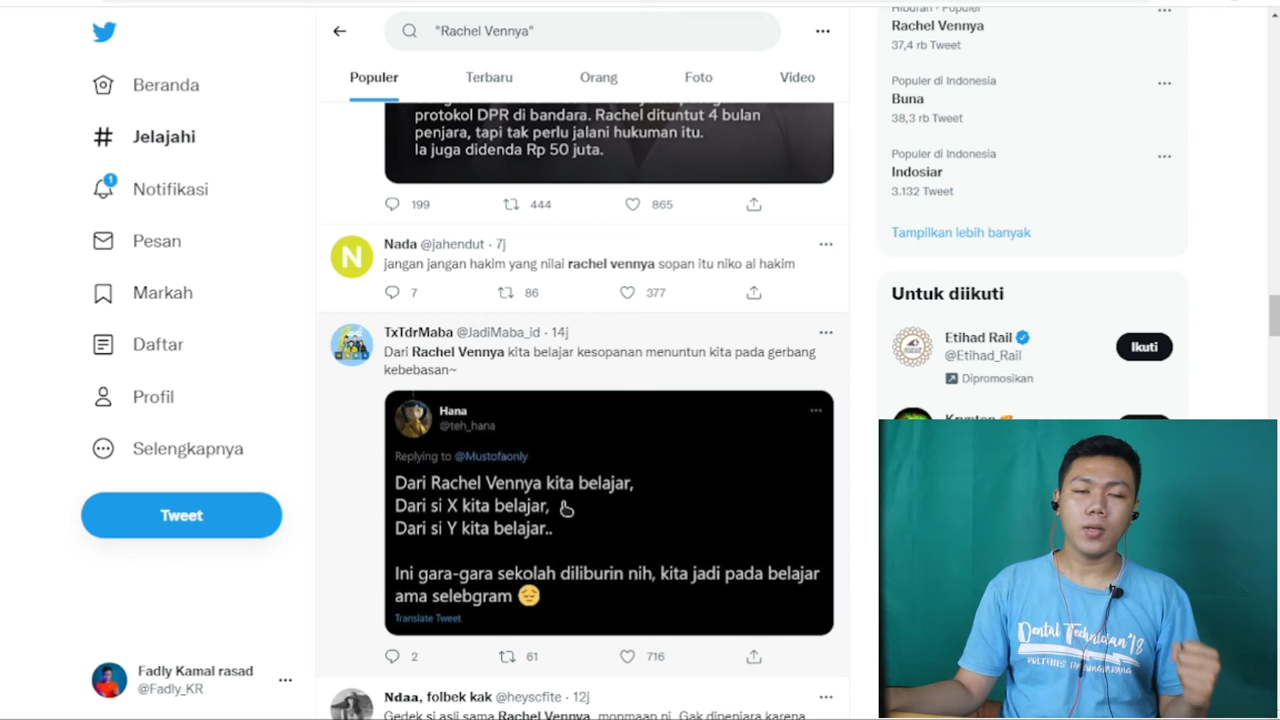 Beranda
Jelajahi
1
Notifikasi
Pesan
Markah
Daftar
Profil
Selengkapnya
Tweet
Fadly Kamal rasad
@Fadly_KR
"Rachel Vennya"
Populer
Terbaru
Orang
Foto
Video
protokol DPR di bandara. Rachel dituntut 4 bulan
penjara, tapi tak perlu jalani hukuman itu.
Ia juga didenda Rp 50 juta.
199 444 865
N
Nada @jahendut · 7j
jangan jangan hakim yang nilai rachel vennya sopan itu niko al hakim
7 86 377
TxTdrMaba @JadiMaba_id · 14j
Dari Rachel Vennya kita belajar kesopanan menuntun kita pada gerbang
kebebasan~
Hana
@teh_hana
Replying to @Mustofaonly
Dari Rachel Vennya kita belajar,
Dari si X kita belajar,
Dari si Y kita belajar..
Ini gara-gara sekolah diliburin nih, kita jadi pada belajar
ama selebgram 😔
Translate Tweet
2 61 716
Ndaa, folbek kak @heyscfite · 12j
Gedek si asli sama Rachel Vennya, monmaap ni. Gak dipenjara karena
Hiburan · Populer
Rachel Vennya
37,4 rb Tweet
Populer di Indonesia
Buna
38,3 rb Tweet
Populer di Indonesia
Indosiar
3.132 Tweet
Tampilkan lebih banyak
Untuk diikuti
Etihad Rail
@Etihad_Rail
Dipromosikan
Ikuti
Dental Technician'18
POLTEKKES TANJUNGKARANG